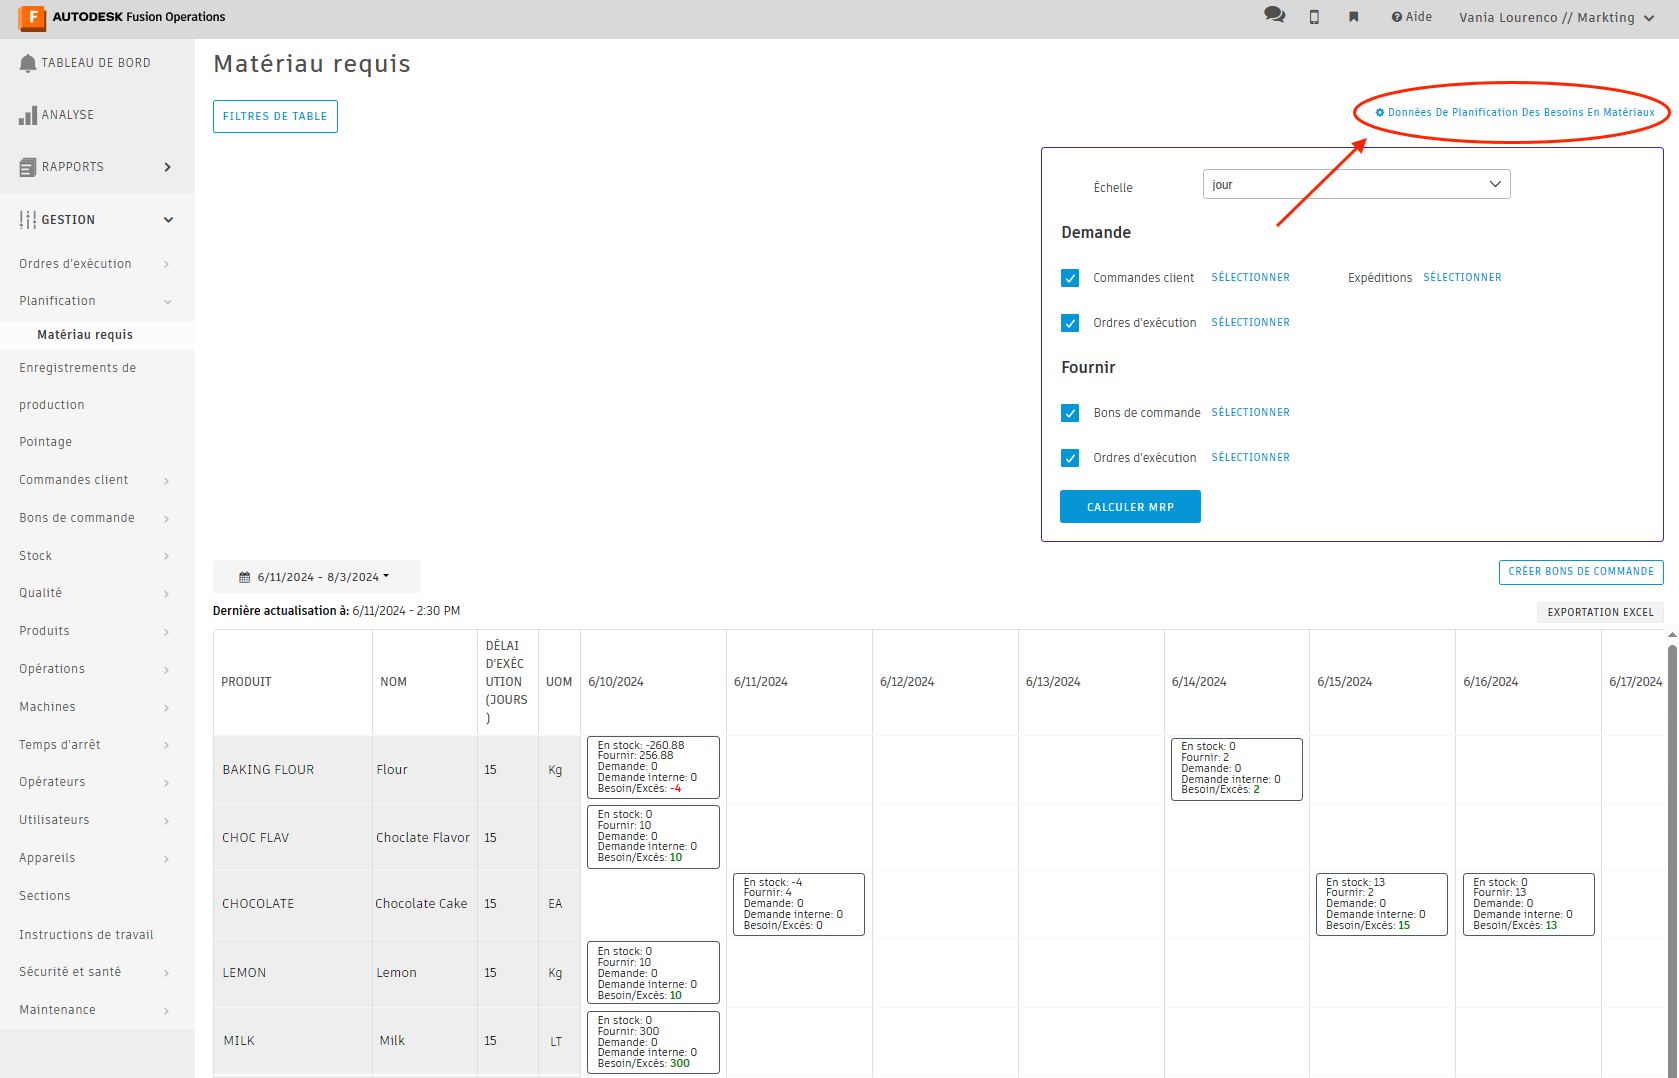 F AUTODESK Fusion Operations
Aide
Vania Lourenco // Markting
TABLEAU DE BORD
ANALYSE
RAPPORTS
GESTION
Ordres d'exécution
Planification
Matériau requis
Enregistrements de
production
Pointage
Commandes client
Bons de commande
Stock
Qualité
Produits
Opérations
Machines
Temps d'arrêt
Opérateurs
Utilisateurs
Appareils
Sections
Instructions de travail
Sécurité et santé
Maintenance
Matériau requis
FILTRES DE TABLE
Données De Planification Des Besoins En Matériaux
Échelle
jour
Demande
Commandes client SÉLECTIONNER Expéditions SÉLECTIONNER
Ordres d'exécution SÉLECTIONNER
Fournir
Bons de commande SÉLECTIONNER
Ordres d'exécution SÉLECTIONNER
CALCULER MRP
6/11/2024 - 8/3/2024
CRÉER BONS DE COMMANDE
Dernière actualisation à: 6/11/2024 - 2:30 PM
EXPORTATION EXCEL
PRODUIT
NOM
DÉLAI
D'EXÉC
UTION
(JOURS
)
UOM
6/10/2024
6/11/2024
6/12/2024
6/13/2024
6/14/2024
6/15/2024
6/16/2024
6/17/2024
BAKING FLOUR
Flour
15
Kg
En stock: -260.88
Fournir: 256.88
Demande: 0
Demande interne: 0
Besoin/Excès: -4
En stock: 0
Fournir: 2
Demande: 0
Demande interne: 0
Besoin/Excès: 2
CHOC FLAV
Choclate Flavor
15
En stock: 0
Fournir: 10
Demande: 0
Demande interne: 0
Besoin/Excès: 10
CHOCOLATE
Chocolate Cake
15
EA
En stock: -4
Fournir: 4
Demande: 0
Demande interne: 0
Besoin/Excès: 0
En stock: 13
Fournir: 2
Demande: 0
Demande interne: 0
Besoin/Excès: 15
En stock: 0
Fournir: 13
Demande: 0
Demande interne: 0
Besoin/Excès: 13
LEMON
Lemon
15
Kg
En stock: 0
Fournir: 10
Demande: 0
Demande interne: 0
Besoin/Excès: 10
MILK
Milk
15
LT
En stock: 0
Fournir: 300
Demande: 0
Demande interne: 0
Besoin/Excès: 300